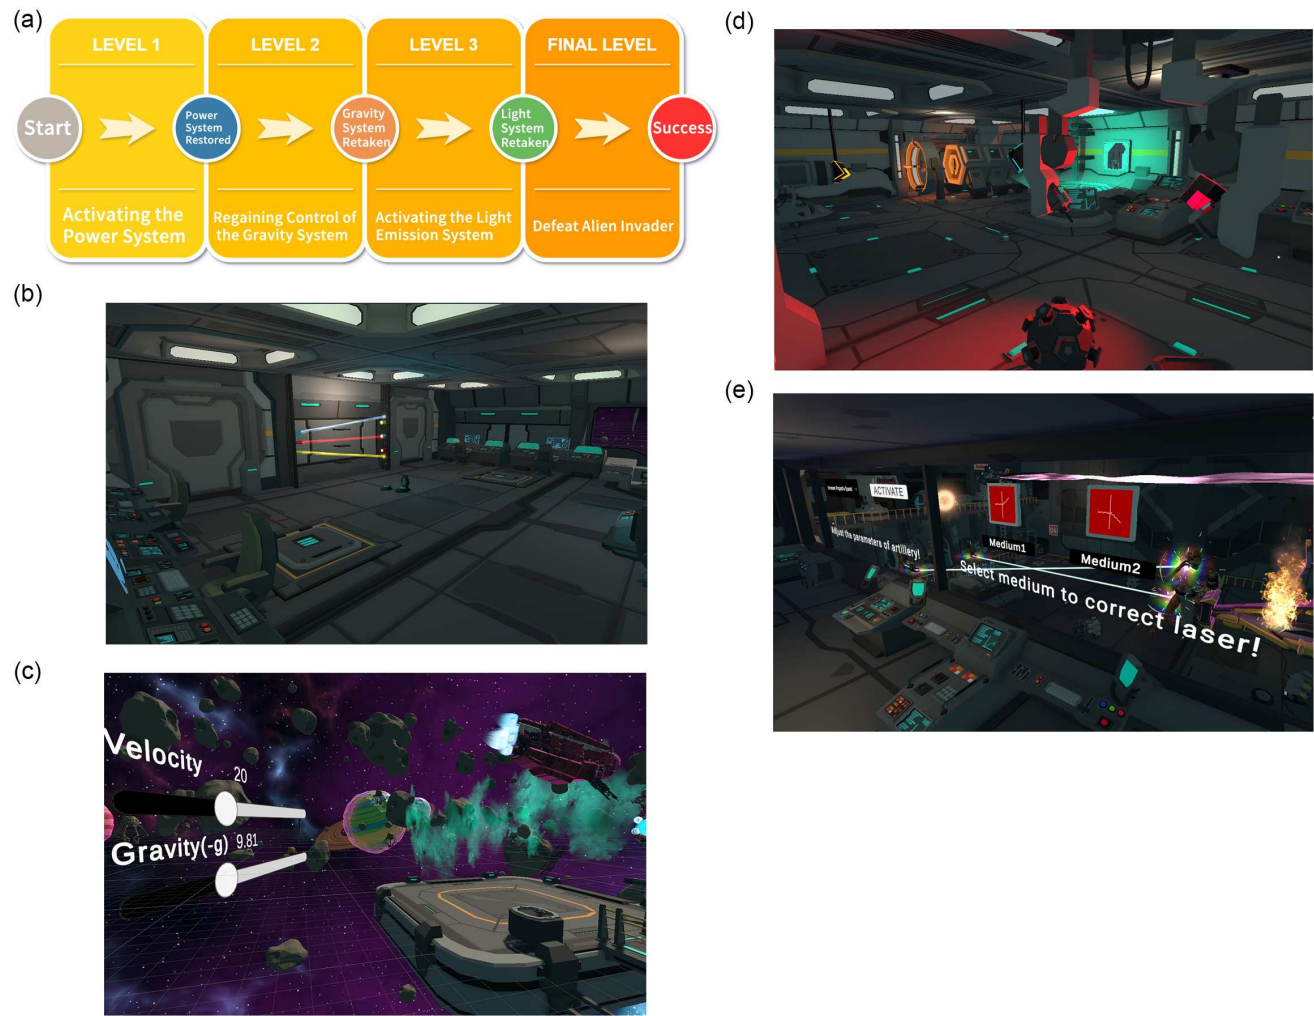 (a)
LEVEL 1
LEVEL 2
LEVEL 3
FINAL LEVEL
Start
Power
System
Restored
Gravity
System
Retaken
Light
System
Retaken
Success
Activating the
Power System
Regaining Control of
the Gravity System
Activating the Light
Emission System
Defeat Alien Invader
(b)
(c)
Velocity
20
Gravity(-g) 9.81
(d)
(e)
ACTIVATE
Adjust the parameters of artillery!
Medium1
Medium2
Select medium to correct laser!